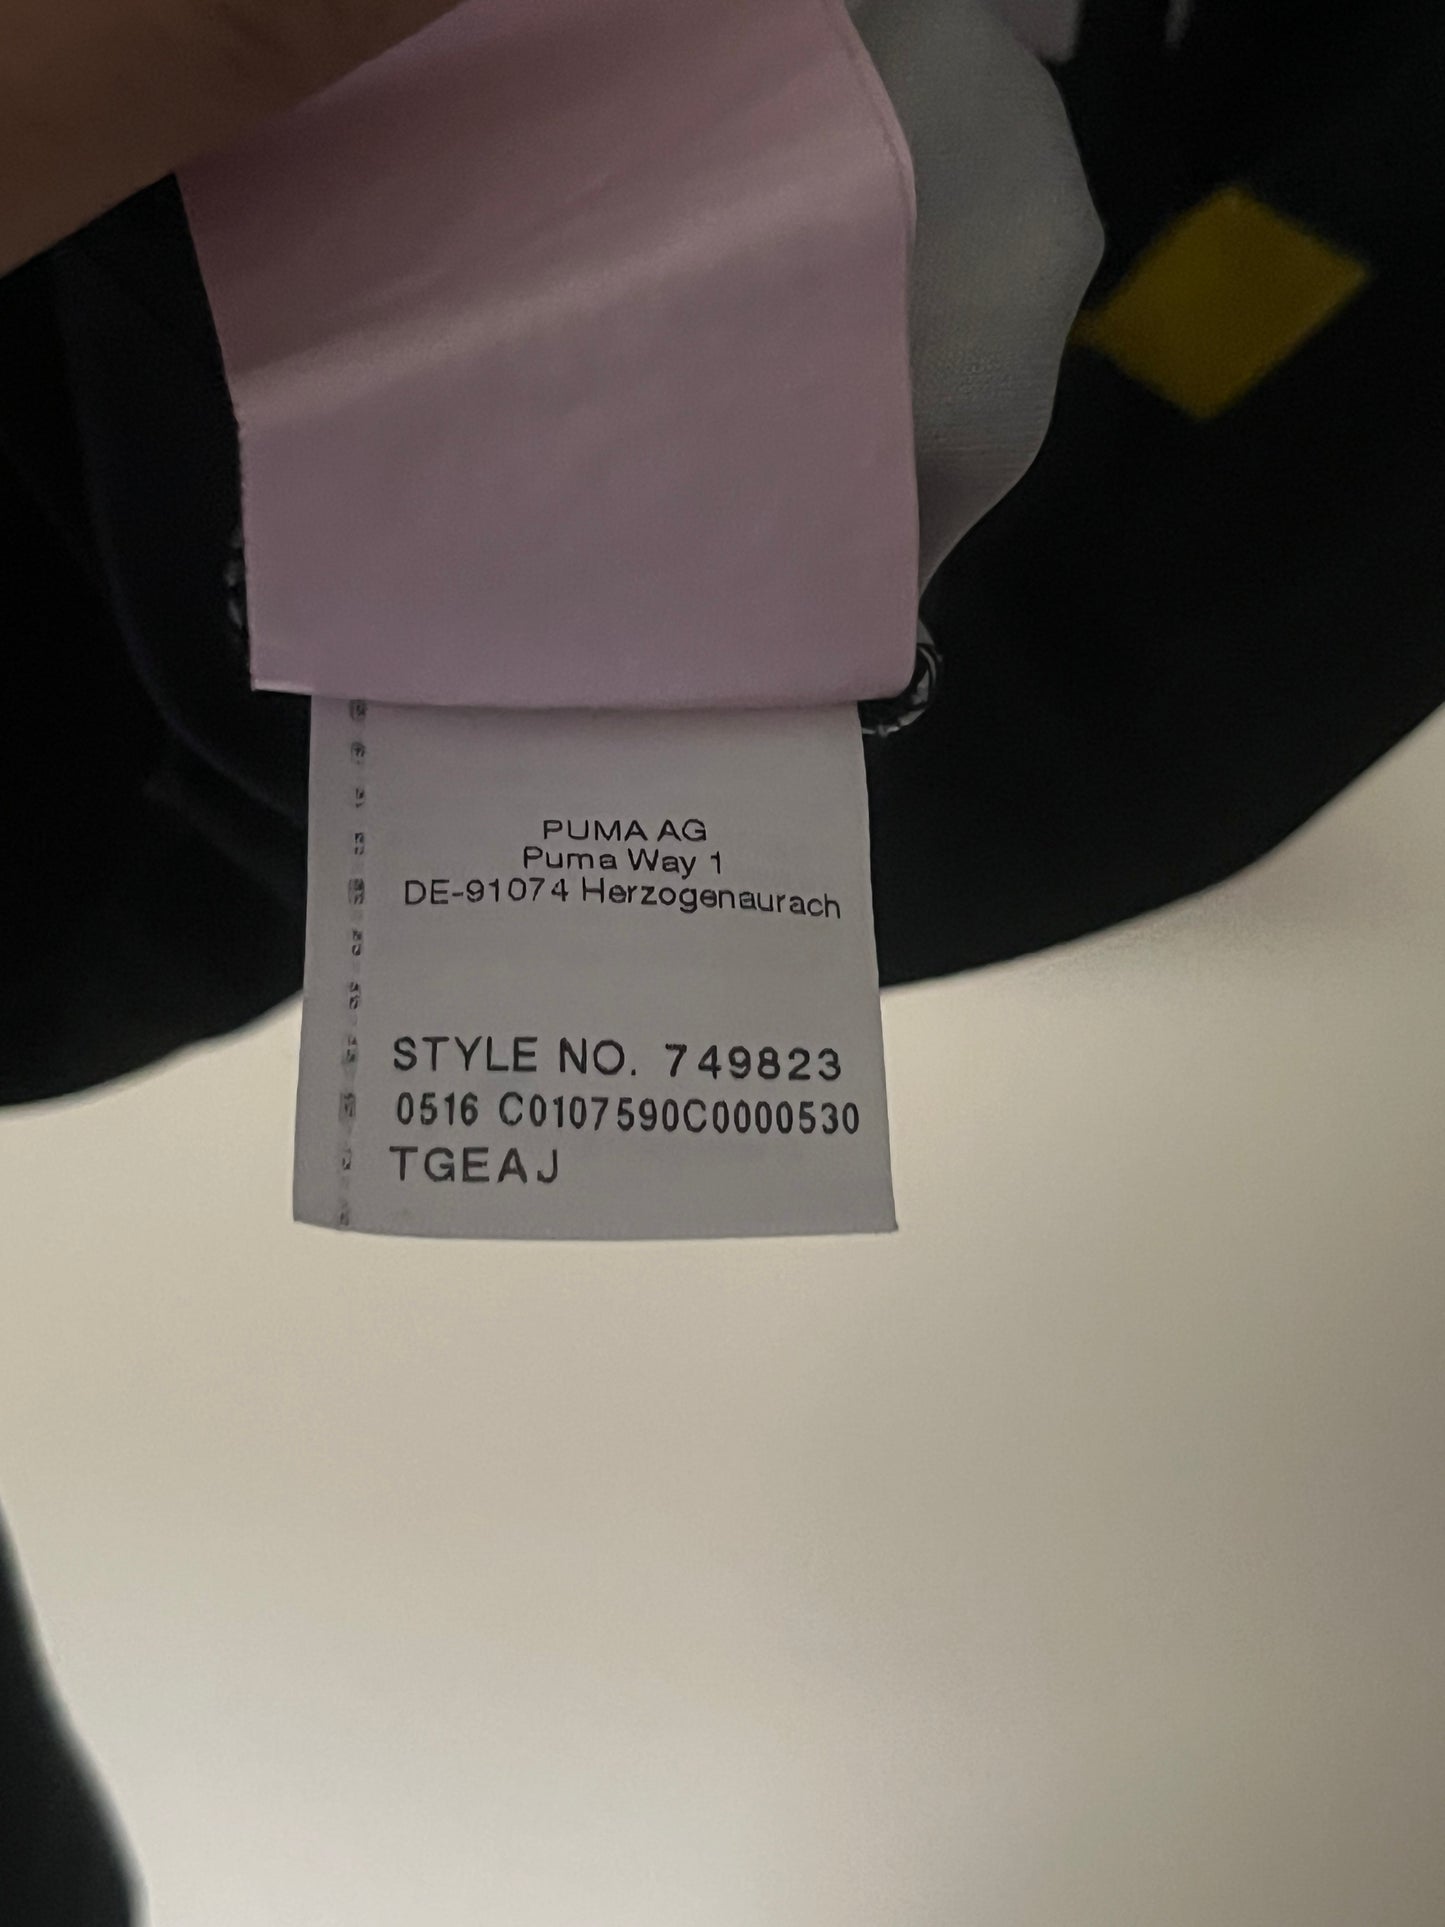 PUMA AG
Puma Way 1
DE-91074 Herzogenaurach
STYLE NO. 749823
0516 C0107590C0000530
TGEAJ